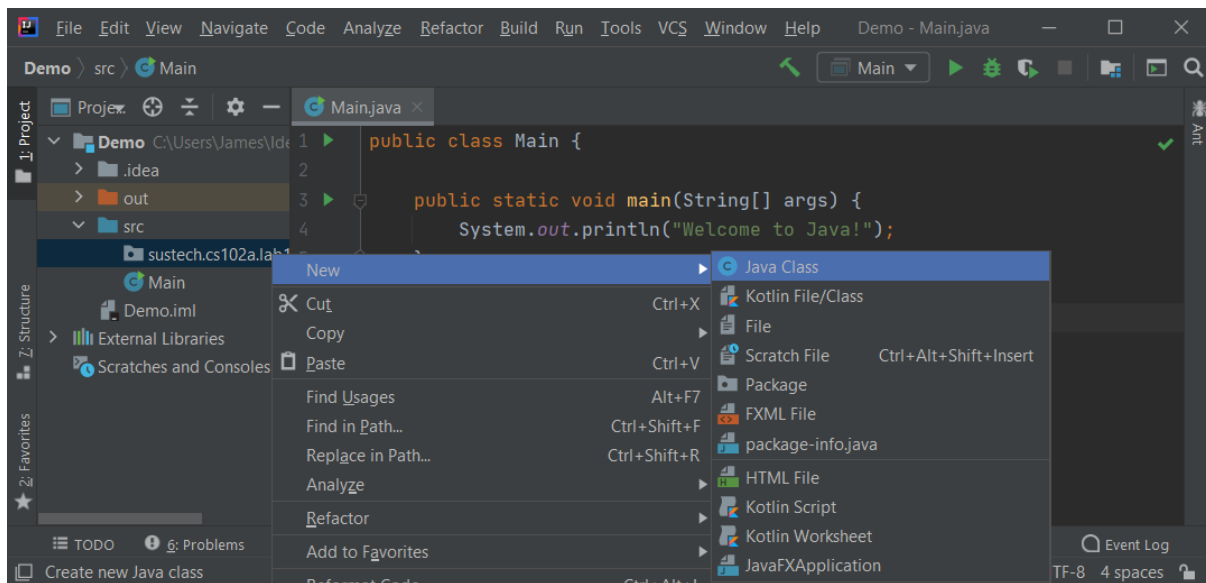 File Edit View Navigate Code Analyze Refactor Build Run Tools VCS Window Help Demo - Main.java
Demo src Main
Main
1: Project
Projex.
Demo C:\Users\James\Ide
.idea
out
src
sustech.cs102a.lab1
Main
Demo.iml
External Libraries
Scratches and Consoles
Main.java
1 public class Main {
2
3 public static void main(String[] args) {
4 System.out.println("Welcome to Java!");
}
New
Cut Ctrl+X
Copy
Paste Ctrl+V
Find Usages Alt+F7
Find in Path... Ctrl+Shift+F
Replace in Path... Ctrl+Shift+R
Analyze
Refactor
Add to Favorites
Java Class
Kotlin File/Class
File
Scratch File Ctrl+Alt+Shift+Insert
Package
FXML File
package-info.java
HTML File
Kotlin Script
Kotlin Worksheet
JavaFXApplication
Ant
Z: Structure
2: Favorites
TODO 6: Problems
Event Log
Create new Java class
TF-8 4 spaces